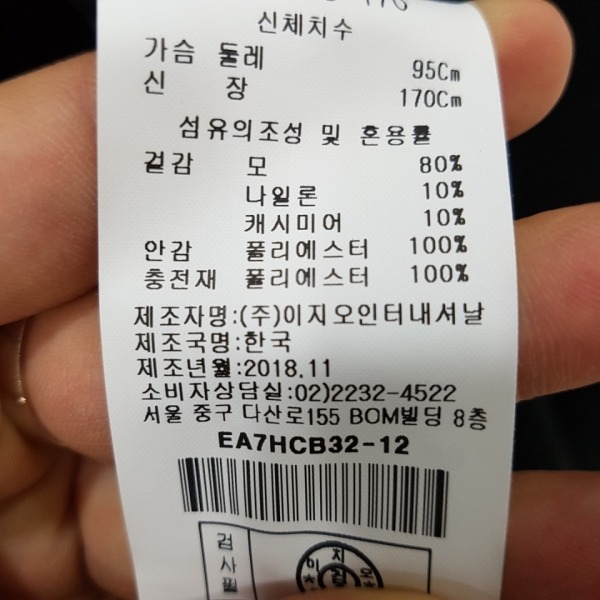 신체치수
가슴 둘레 95Cm
신 장 170Cm
섬유의조성 및 혼용률
겉감 모 80%
나일론 10%
캐시미어 10%
안감 폴리에스터 100%
충전재 폴리에스터 100%
제조자명:(주)이지오인터내셔날
제조국명:한국
제조년월:2018.11
소비자상담실:02)2232-4522
서울 중구 다산로155 BOM빌딩 8층
EA7HCB32-12
검사필